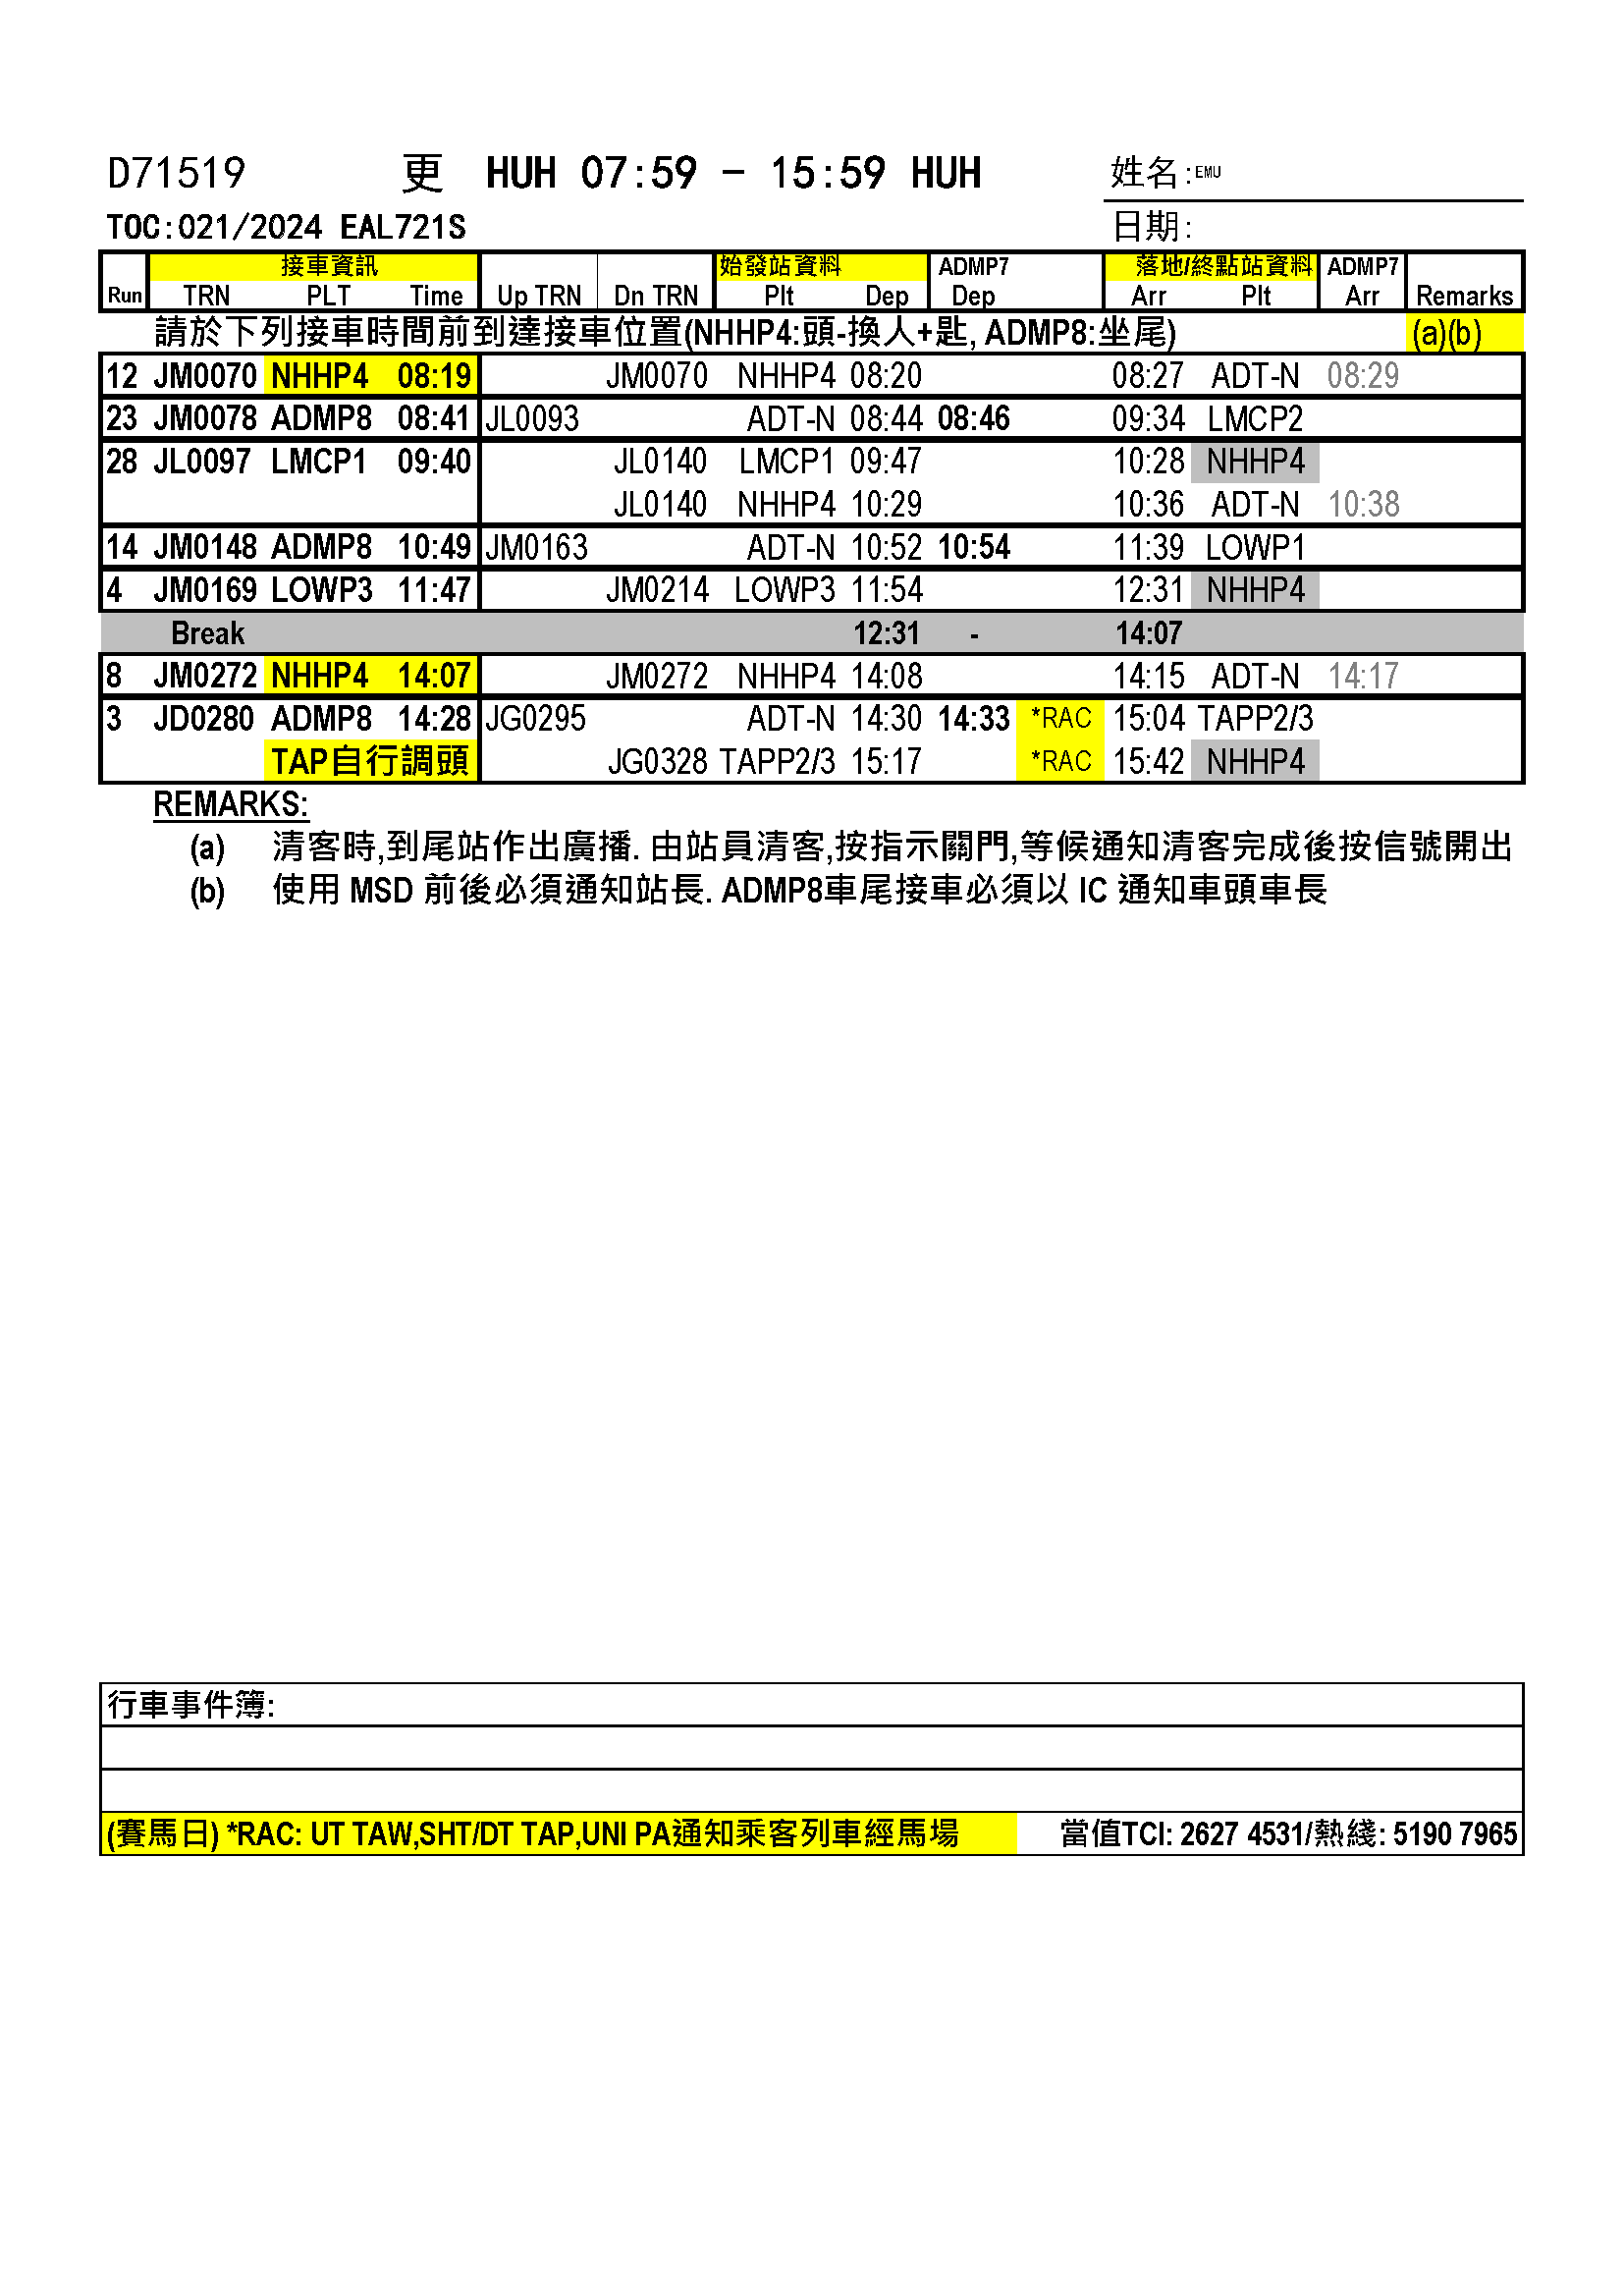 D71519 更 HUH 07:59 - 15:59 HUH 姓名:EMU
TOC:021/2024 EAL721S 日期:
接車資訊 始發站資料 ADMP7 落地/終點站資料 ADMP7
Run TRN PLT Time Up TRN Dn TRN Plt Dep Dep Arr Plt Arr Remarks
請於下列接車時間前到達接車位置(NHHP4:頭-換人+匙, ADMP8:坐尾) (a)(b)
12 JM0070 NHHP4 08:19 JM0070 NHHP4 08:20 08:27 ADT-N 08:29
23 JM0078 ADMP8 08:41 JL0093 ADT-N 08:44 08:46 09:34 LMCP2
28 JL0097 LMCP1 09:40 JL0140 LMCP1 09:47 10:28 NHHP4
JL0140 NHHP4 10:29 10:36 ADT-N 10:38
14 JM0148 ADMP8 10:49 JM0163 ADT-N 10:52 10:54 11:39 LOWP1
4 JM0169 LOWP3 11:47 JM0214 LOWP3 11:54 12:31 NHHP4
Break 12:31 - 14:07
8 JM0272 NHHP4 14:07 JM0272 NHHP4 14:08 14:15 ADT-N 14:17
3 JD0280 ADMP8 14:28 JG0295 ADT-N 14:30 14:33 *RAC 15:04 TAPP2/3
TAP自行調頭 JG0328 TAPP2/3 15:17 *RAC 15:42 NHHP4
REMARKS:
(a) 清客時,到尾站作出廣播. 由站員清客,按指示關門,等候通知清客完成後按信號開出
(b) 使用 MSD 前後必須通知站長. ADMP8車尾接車必須以 IC 通知車頭車長
行車事件簿:
(賽馬日) *RAC: UT TAW,SHT/DT TAP,UNI PA通知乘客列車經馬場 當值TCI: 2627 4531/熱綫: 5190 7965